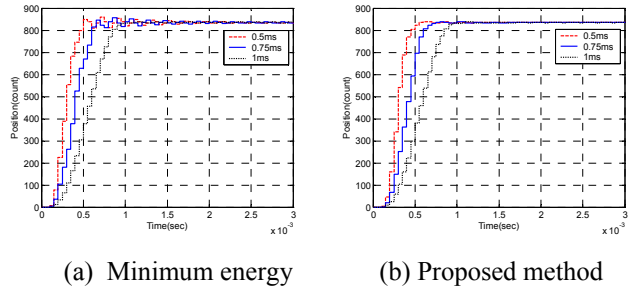 900
800
700
600
500
400
300
200
100
0
Position(count)
0 0.5 1 1.5 2 2.5 3
Time(sec)
x 10⁻³
0.5ms
0.75ms
1ms
(a) Minimum energy
900
800
700
600
500
400
300
200
100
0
Position(count)
0 0.5 1 1.5 2 2.5 3
Time(sec)
x 10⁻³
0.5ms
0.75ms
1ms
(b) Proposed method